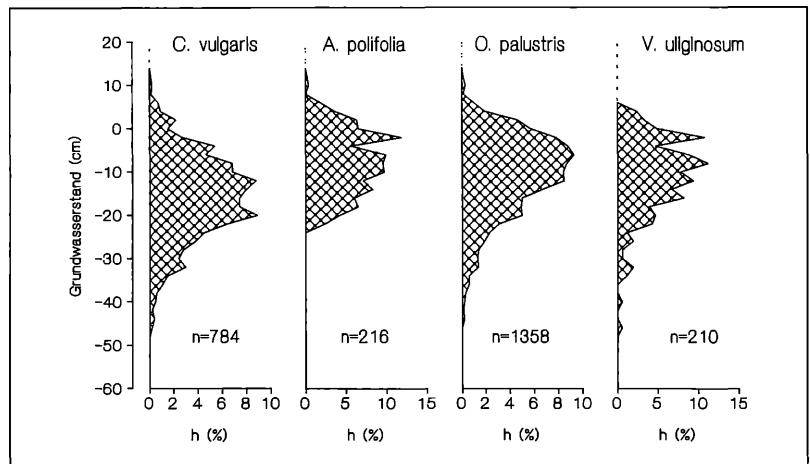 C. vulgaris
A. polifolia
O. palustris
V. uliginosum
Grundwasserstand (cm)
20
10
0
-10
-20
-30
-40
-50
-60
n=784
n=216
n=1358
n=210
0 2 4 6 8 10
0 5 10 15
0 2 4 6 8 10
0 5 10 15
h (%)
h (%)
h (%)
h (%)